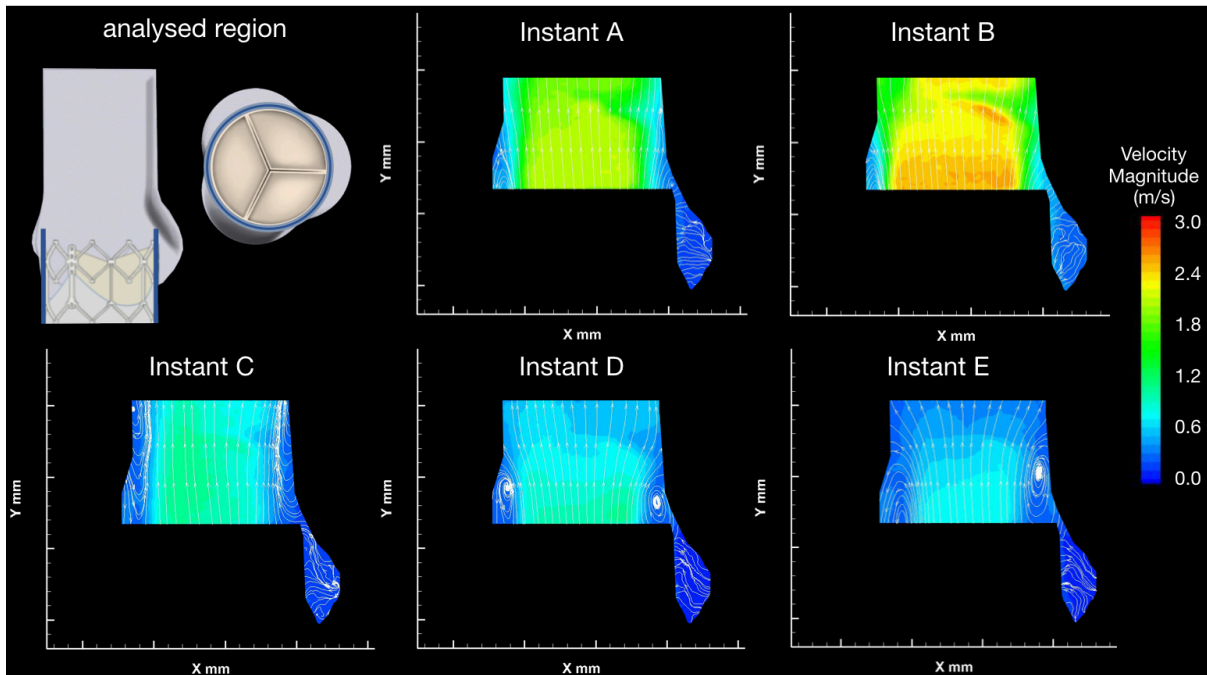 analysed region
Instant A
Instant B
Y mm
X mm
Y mm
X mm
Velocity
Magnitude
(m/s)
3.0
2.4
1.8
1.2
0.6
0.0
Instant C
Instant D
Instant E
Y mm
X mm
Y mm
X mm
Y mm
X mm